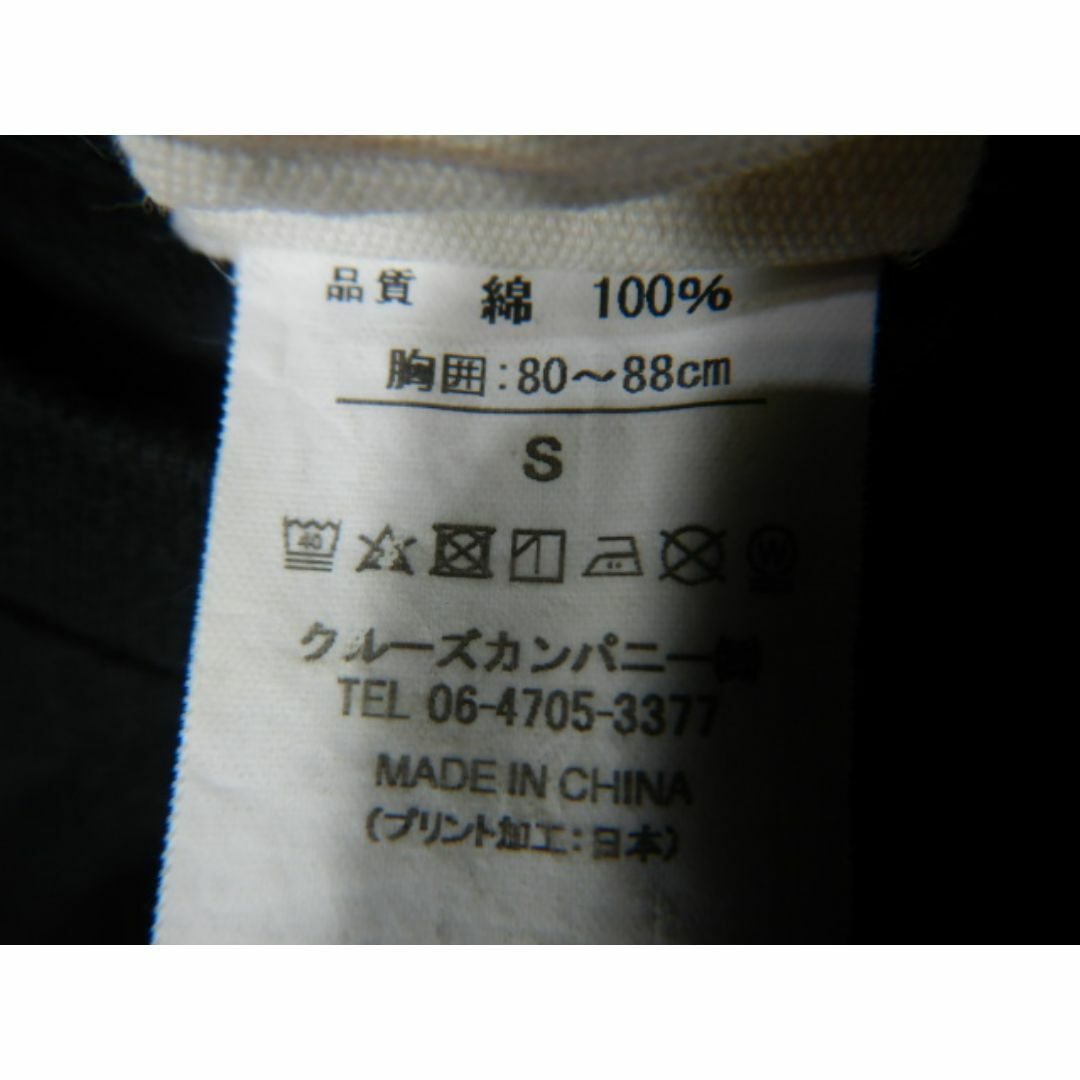 品質 綿 100%
胸囲:80～88cm
S
40
W
クルーズカンパニー㈱
TEL 06-4705-3377
MADE IN CHINA
(プリント加工:日本)